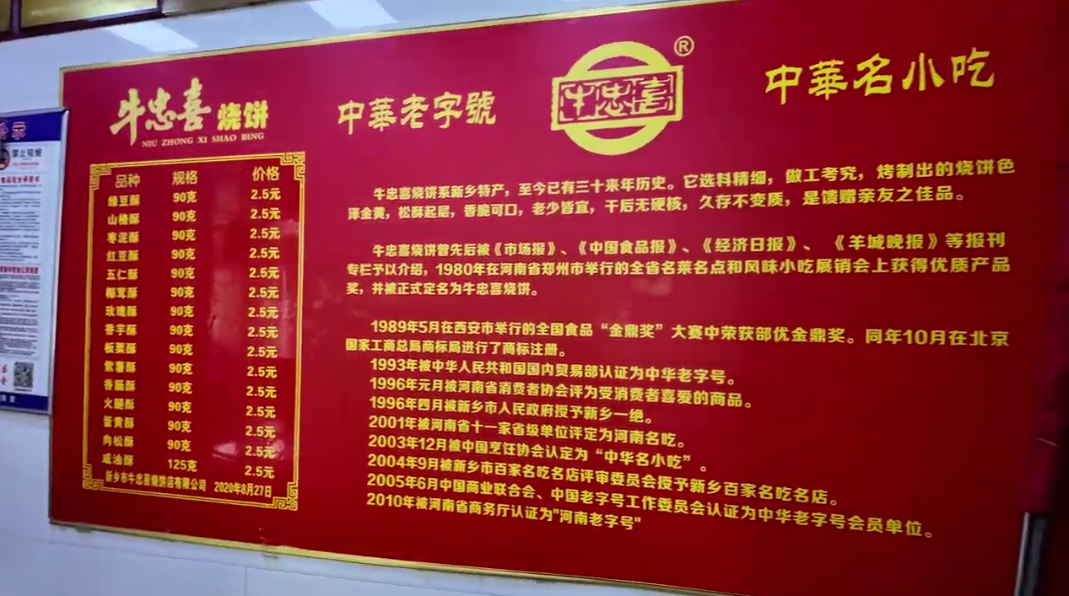 牛忠喜 烧饼
NIU ZHONG XI SHAO BING
品种 规格 价格
绿豆酥 90克 2.5元
山楂酥 90克 2.5元
枣泥酥 90克 2.5元
红豆酥 90克 2.5元
五仁酥 90克 2.5元
椰茸酥 90克 2.5元
玫瑰酥 90克 2.5元
香芋酥 90克 2.5元
板栗酥 90克 2.5元
紫薯酥 90克 2.5元
香肠酥 90克 2.5元
火腿酥 90克 2.5元
蛋黄酥 90克 2.5元
肉松酥 90克 2.5元
咸油酥 125克 2.5元
新乡市牛忠喜烧饼店有限公司 2020年8月27日
中華老字號
牛忠喜®
中華名小吃
牛忠喜烧饼系新乡特产，至今已有三十来年历史。它选料精细，做工考究，烤制出的烧饼色
泽金黄，松酥起层，香脆可口，老少皆宜，干后无硬核，久存不变质，是馈赠亲友之佳品。
牛忠喜烧饼曾先后被《市场报》、《中国食品报》、《经济日报》、《羊城晚报》等报刊
专栏予以介绍，1980年在河南省郑州市举行的全省名菜名点和风味小吃展销会上获得优质产品
奖，并被正式定名为牛忠喜烧饼。
1989年5月在西安市举行的全国食品“金鼎奖”大赛中荣获部优金鼎奖。同年10月在北京
国家工商总局商标局进行了商标注册。
1993年被中华人民共和国国内贸易部认证为中华老字号。
1996年元月被河南省消费者协会评为受消费者喜爱的商品。
1996年四月被新乡市人民政府授予新乡一绝。
2001年被河南省十一家省级单位评定为河南名吃。
2003年12月被中国烹饪协会认定为“中华名小吃”。
2004年9月被新乡市百家名吃名店评审委员会授予新乡百家名吃名店。
2005年6月中国商业联合会、中国老字号工作委员会认证为中华老字号会员单位。
2010年被河南省商务厅认证为"河南老字号"